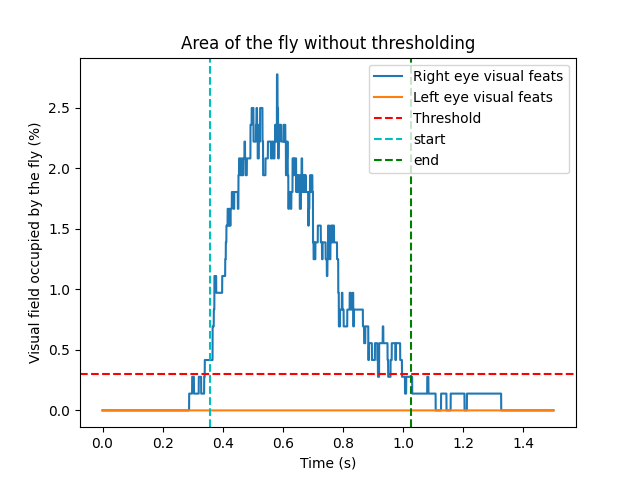 Area of the fly without thresholding
Right eye visual feats
Left eye visual feats
Threshold
start
end
Visual field occupied by the fly (%)
2.5
2.0
1.5
1.0
0.5
0.0
0.0 0.2 0.4 0.6 0.8 1.0 1.2 1.4
Time (s)